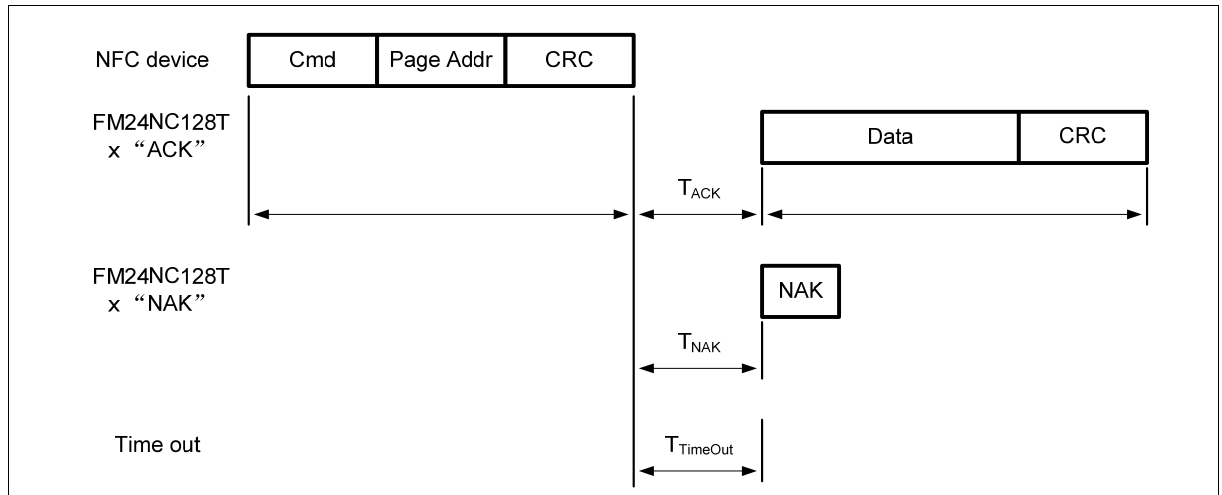 NFC device
Cmd
Page Addr
CRC
FM24NC128T
x “ACK”
Data
CRC
TACK
FM24NC128T
x “NAK”
NAK
TNAK
Time out
TTimeOut